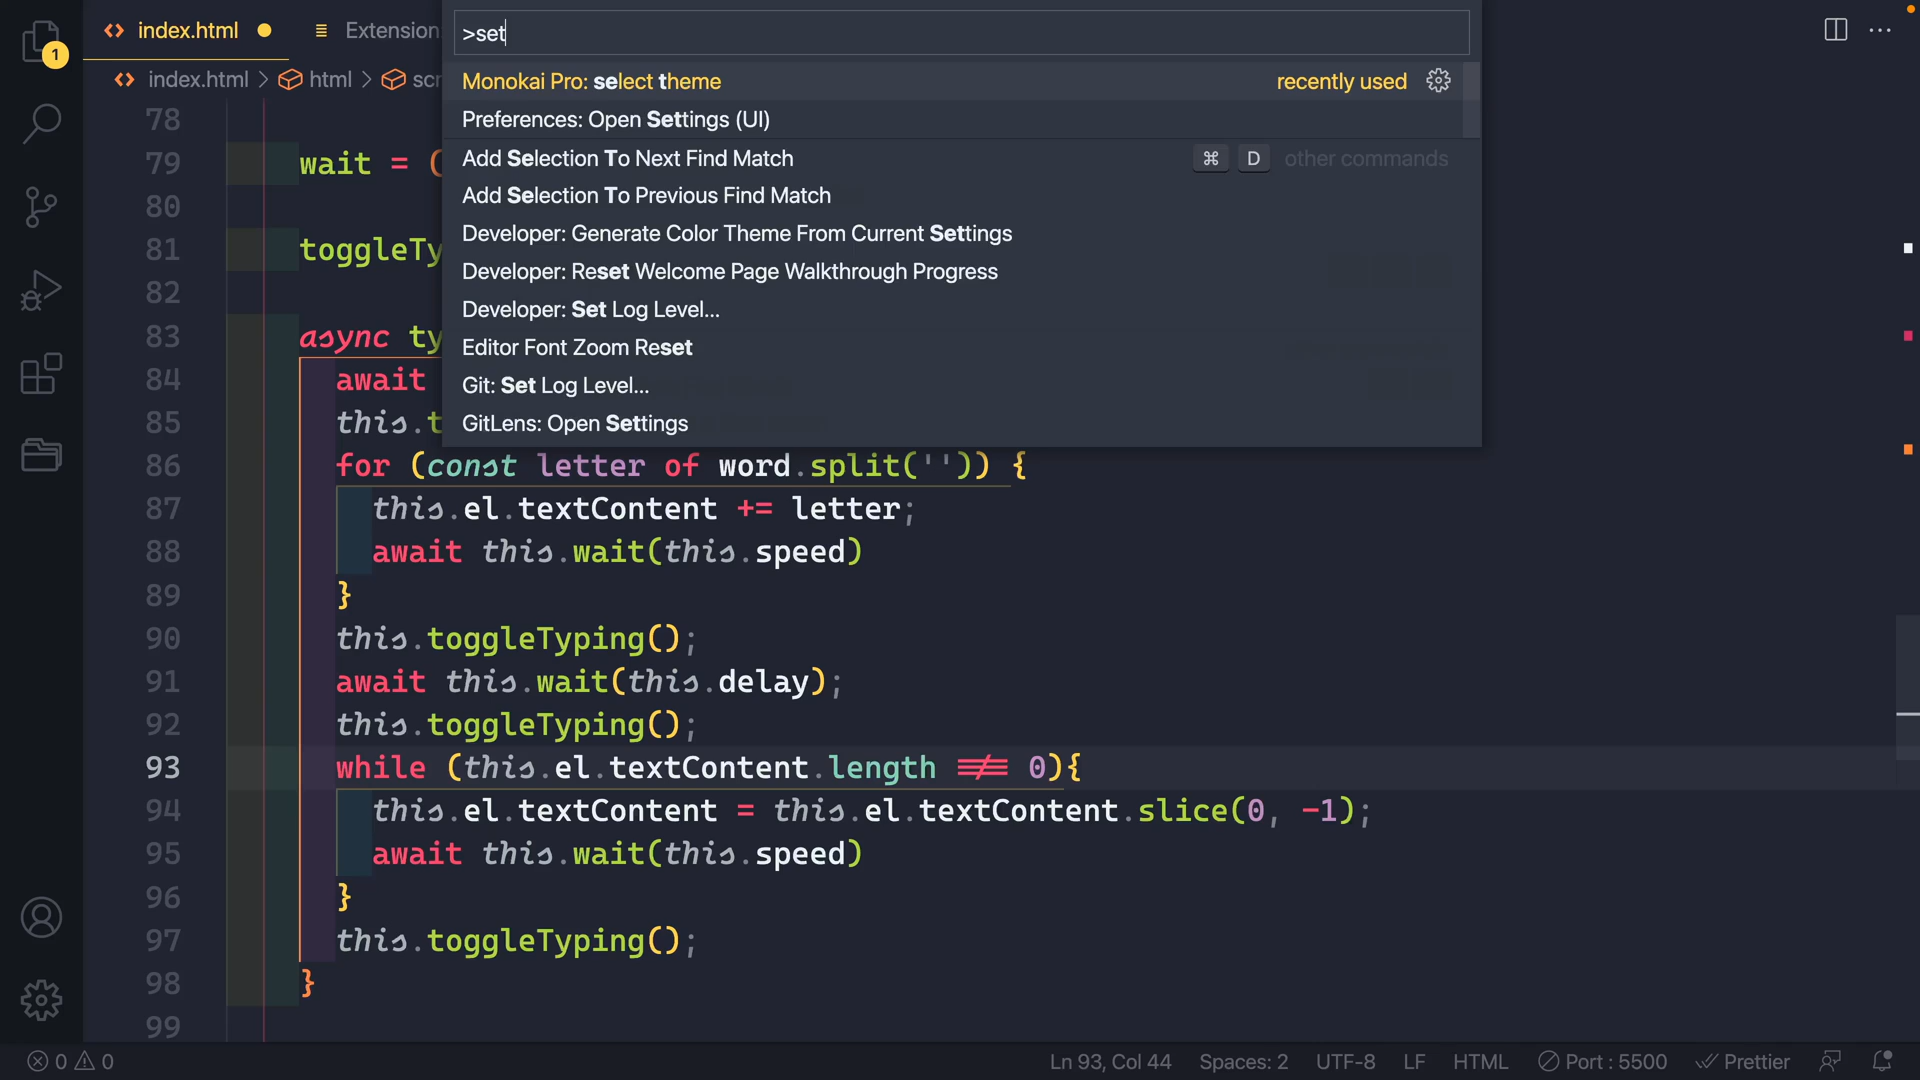 index.html
Extension
>set
index.html > html > scr
Monokai Pro: select theme
recently used
Preferences: Open Settings (UI)
Add Selection To Next Find Match
⌘ D other commands
Add Selection To Previous Find Match
Developer: Generate Color Theme From Current Settings
Developer: Reset Welcome Page Walkthrough Progress
Developer: Set Log Level...
Editor Font Zoom Reset
Git: Set Log Level...
GitLens: Open Settings
1
78
79 wait = (
80
81 toggleTy
82
83 async ty
84 await
85 this.t
86 for (const letter of word.split('')) {
87 this.el.textContent += letter;
88 await this.wait(this.speed)
89 }
90 this.toggleTyping();
91 await this.wait(this.delay);
92 this.toggleTyping();
93 while (this.el.textContent.length !== 0){
94 this.el.textContent = this.el.textContent.slice(0, -1);
95 await this.wait(this.speed)
96 }
97 this.toggleTyping();
98 }
99
0 0
Ln 93, Col 44
Spaces: 2
UTF-8
LF
HTML
Port : 5500
Prettier